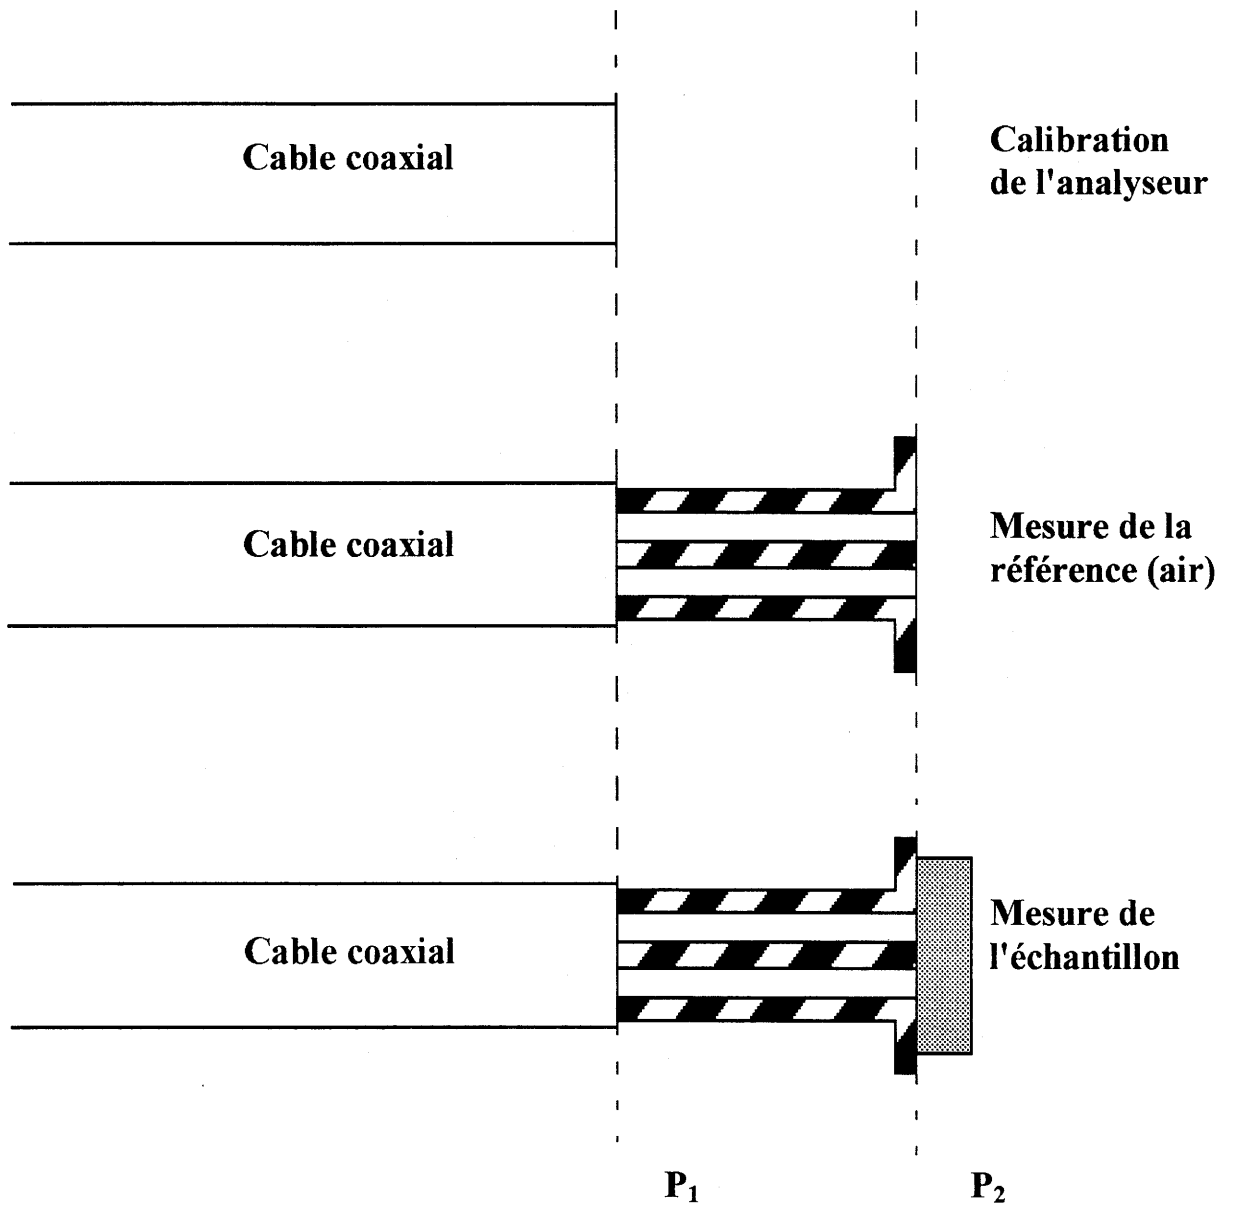 Cable coaxial
Calibration
de l'analyseur
Cable coaxial
Mesure de la
référence (air)
Cable coaxial
Mesure de
l'échantillon
P₁
P₂